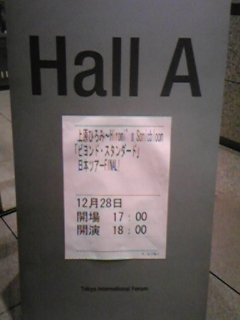 Hall A
上原ひろみ～Hiromi's Sonicbloom
「ビヨンド・スタンダード」
日本ツアーFINAL!
12月28日
開場 17：00
開演 18：00
Tokyo International Forum